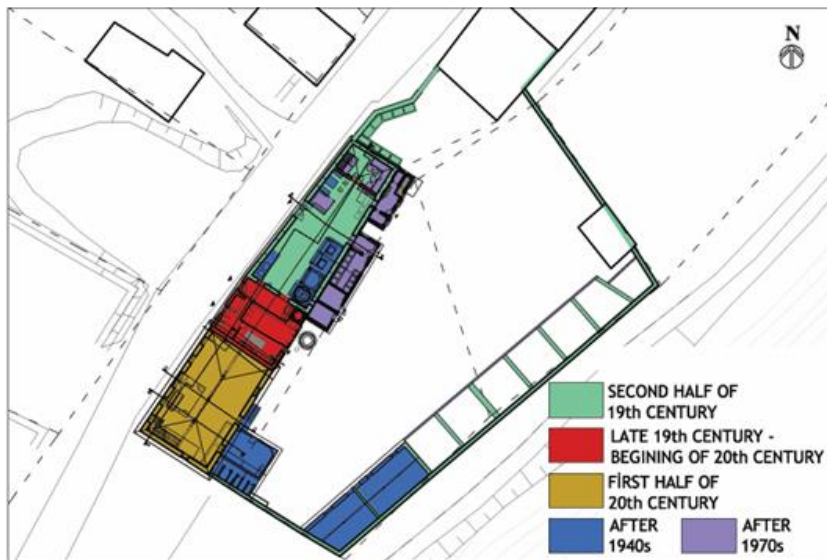 N
SECOND HALF OF
19th CENTURY
LATE 19th CENTURY -
BEGINING OF 20th CENTURY
FİRST HALF OF
20th CENTURY
AFTER
1940s
AFTER
1970s